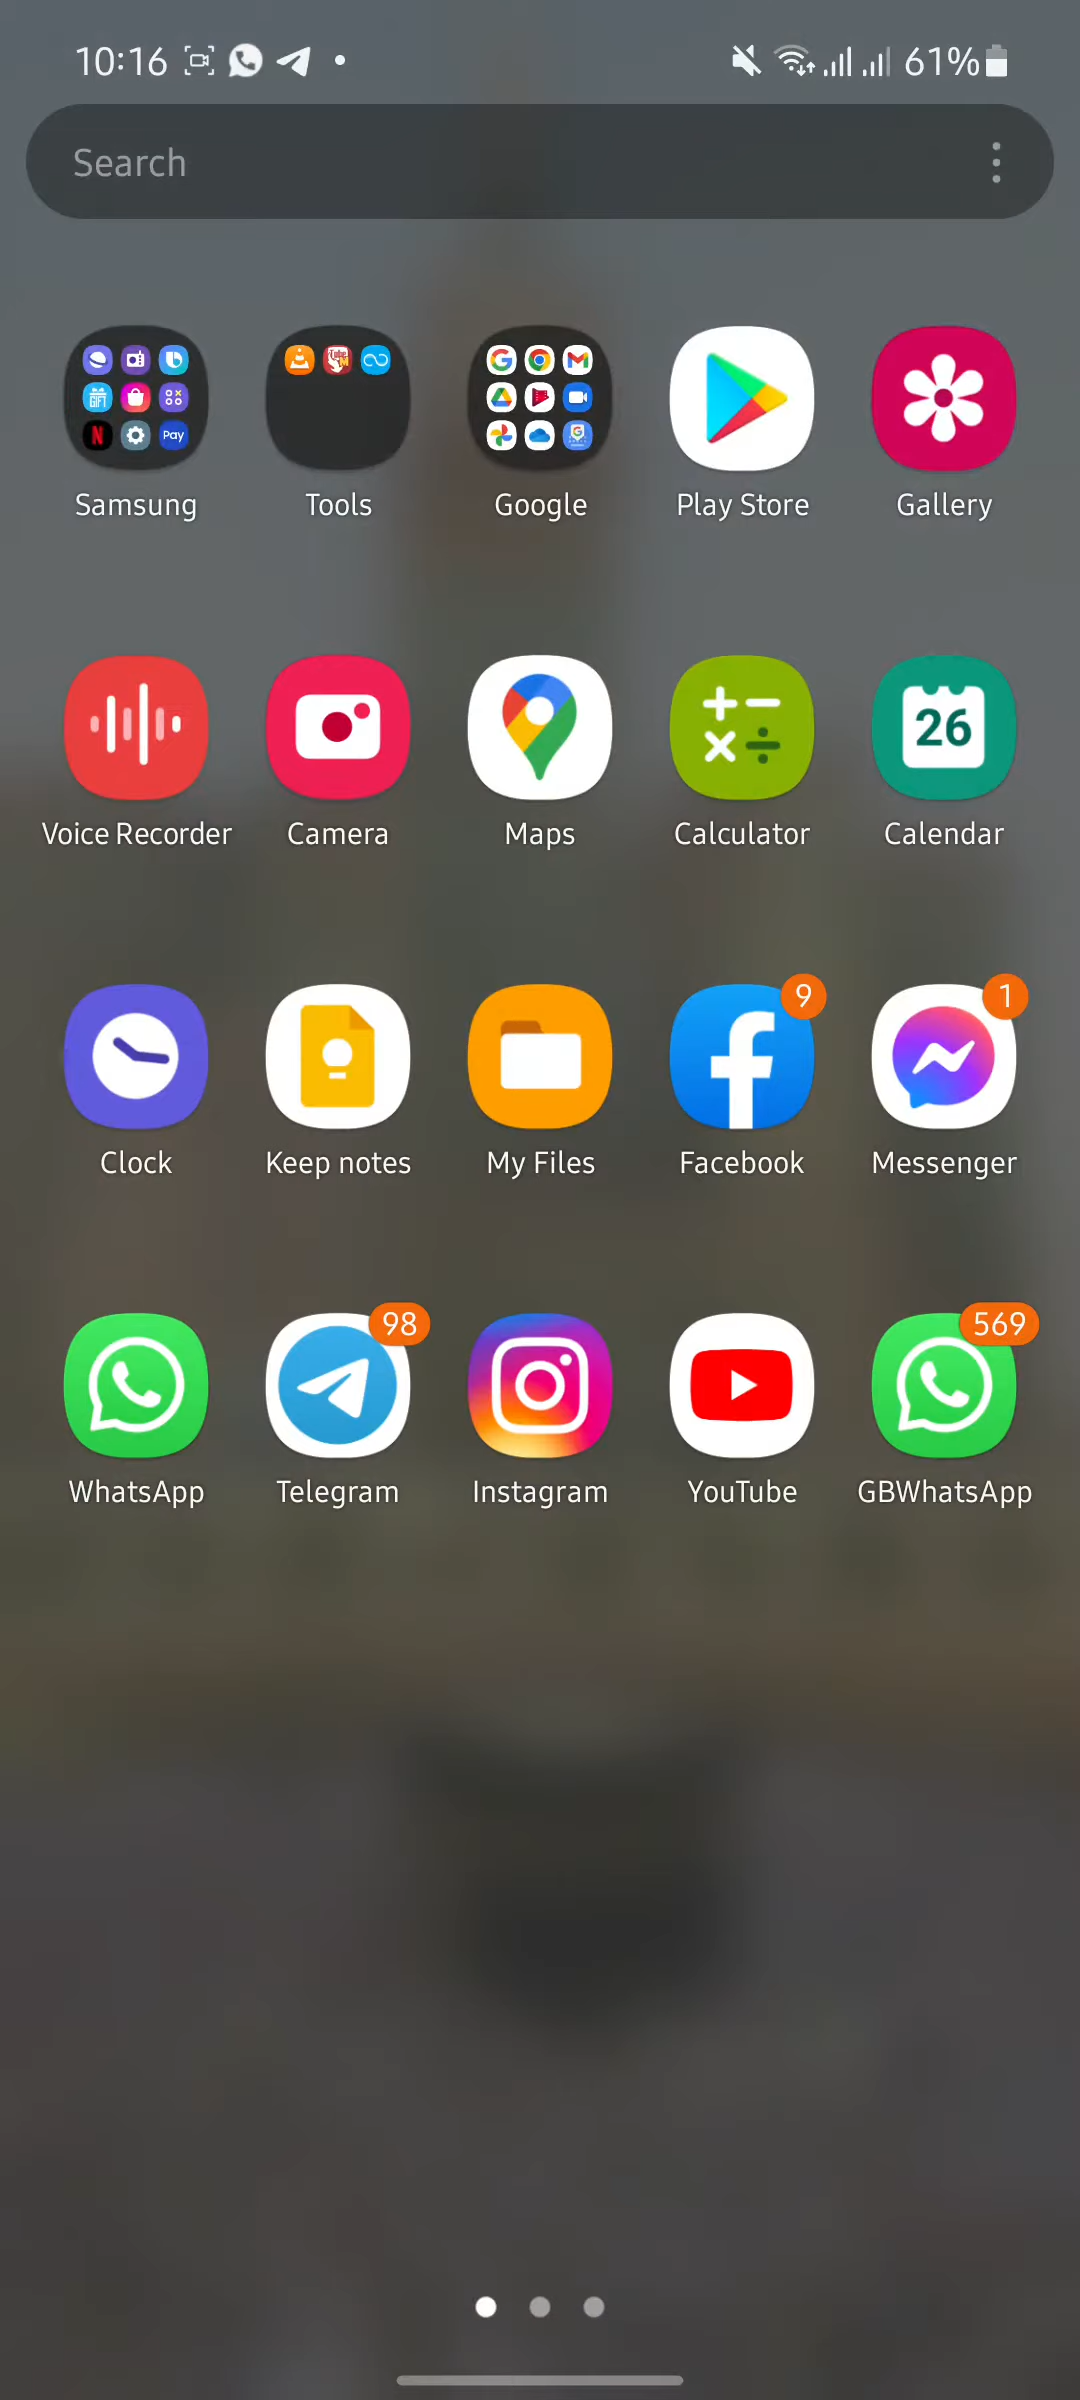 10:16 61%
Search
Samsung Tools Google Play Store Gallery
26
Voice Recorder Camera Maps Calculator Calendar
9 1
Clock Keep notes My Files Facebook Messenger
98 569
WhatsApp Telegram Instagram YouTube GBWhatsApp